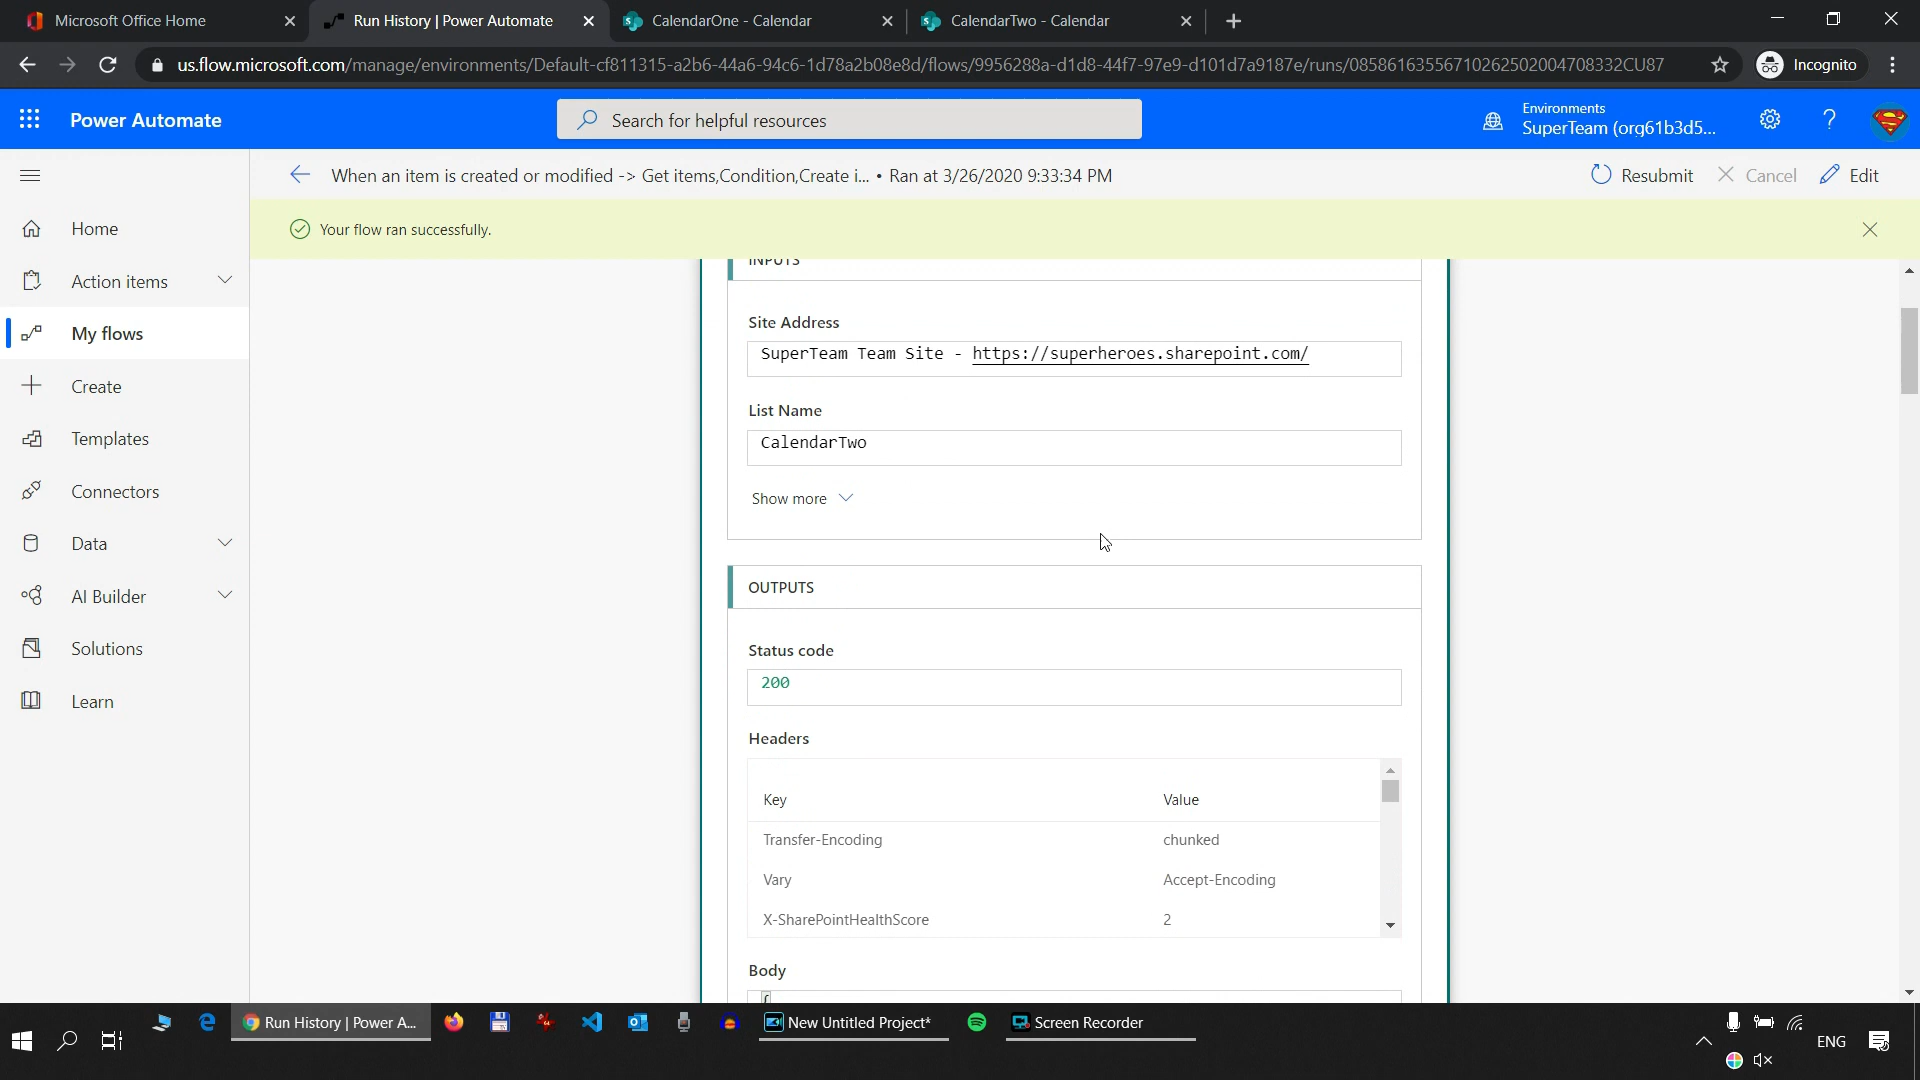 Microsoft Office Home
Run History | Power Automate
CalendarOne - Calendar
CalendarTwo - Calendar
us.flow.microsoft.com/manage/environments/Default-cf811315-a2b6-44a6-94c6-1d78a2b08e8d/flows/9956288a-d1d8-44f7-97e9-d101d7a9187e/runs/08586163556710262502004708332CU87
Incognito
Power Automate
Search for helpful resources
Environments
SuperTeam (org61b3d5...
When an item is created or modified -> Get items,Condition,Create i... • Ran at 3/26/2020 9:33:34 PM
Resubmit
Cancel
Edit
Your flow ran successfully.
Home
Action items
My flows
Create
Templates
Connectors
Data
AI Builder
Solutions
Learn
INPUTS
Site Address
SuperTeam Team Site - https://superheroes.sharepoint.com/
List Name
CalendarTwo
Show more
OUTPUTS
Status code
200
Headers
Key Value
Transfer-Encoding chunked
Vary Accept-Encoding
X-SharePointHealthScore 2
Body
{
Run History | Power A...
New Untitled Project*
Screen Recorder
ENG